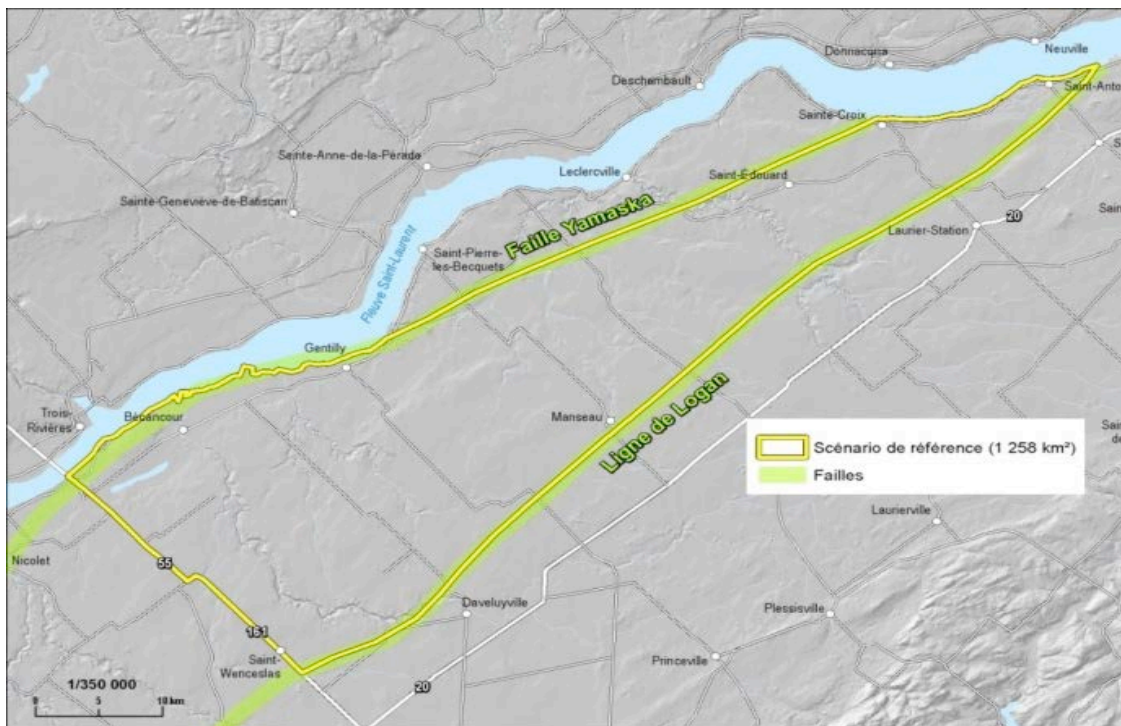 Neuville
Donnacona
Deschembault
Saint-Anto
Sainte-Croix
Sainte-Anne-de-la-Pérade
Leclercville
Saint-Édouard
Sainte-Geneviève-de-Batiscan
Faille Yamaska
20
Laurier-Station
Saint-Pierre-
les-Becquets
Fleuve Saint-Laurent
Gentilly
Trois-
Rivières
Bécancour
Manseau
Ligne de Logan
Scénario de référence (1 258 km²)
Failles
Laurierville
Nicolet
55
Daveluyville
Plessisville
161
Saint-
Wenceslas
Princeville
20
1/350 000
0 5 10 km